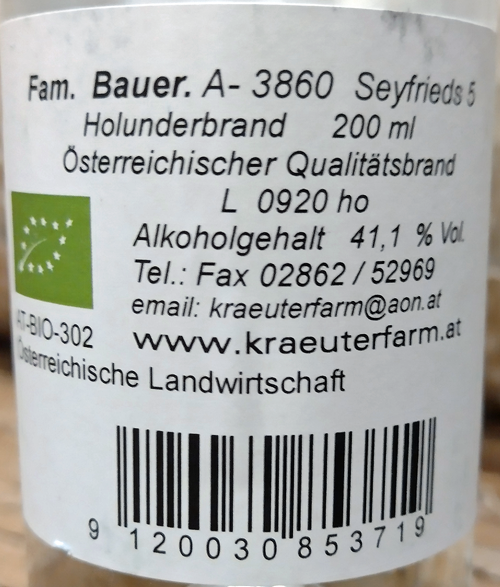 Fam. Bauer. A- 3860 Seyfrieds 5
Holunderbrand 200 ml
Österreichischer Qualitätsbrand
L 0920 ho
Alkoholgehalt 41,1 % Vol.
Tel.: Fax 02862 / 52969
email: kraeuterfarm@aon.at
www.kraeuterfarm.at
AT-BIO-302
Österreichische Landwirtschaft
9 120030 853719